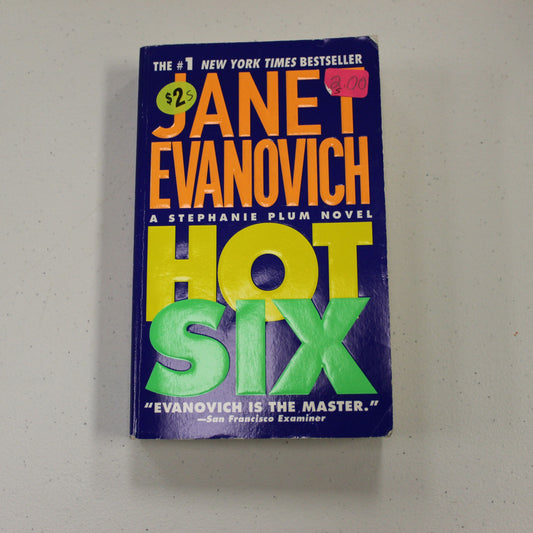 THE #1 NEW YORK TIMES BESTSELLER
$2
JANET
EVANOVICH
A STEPHANIE PLUM NOVEL
HOT
SIX
"EVANOVICH IS THE MASTER."
—San Francisco Examiner